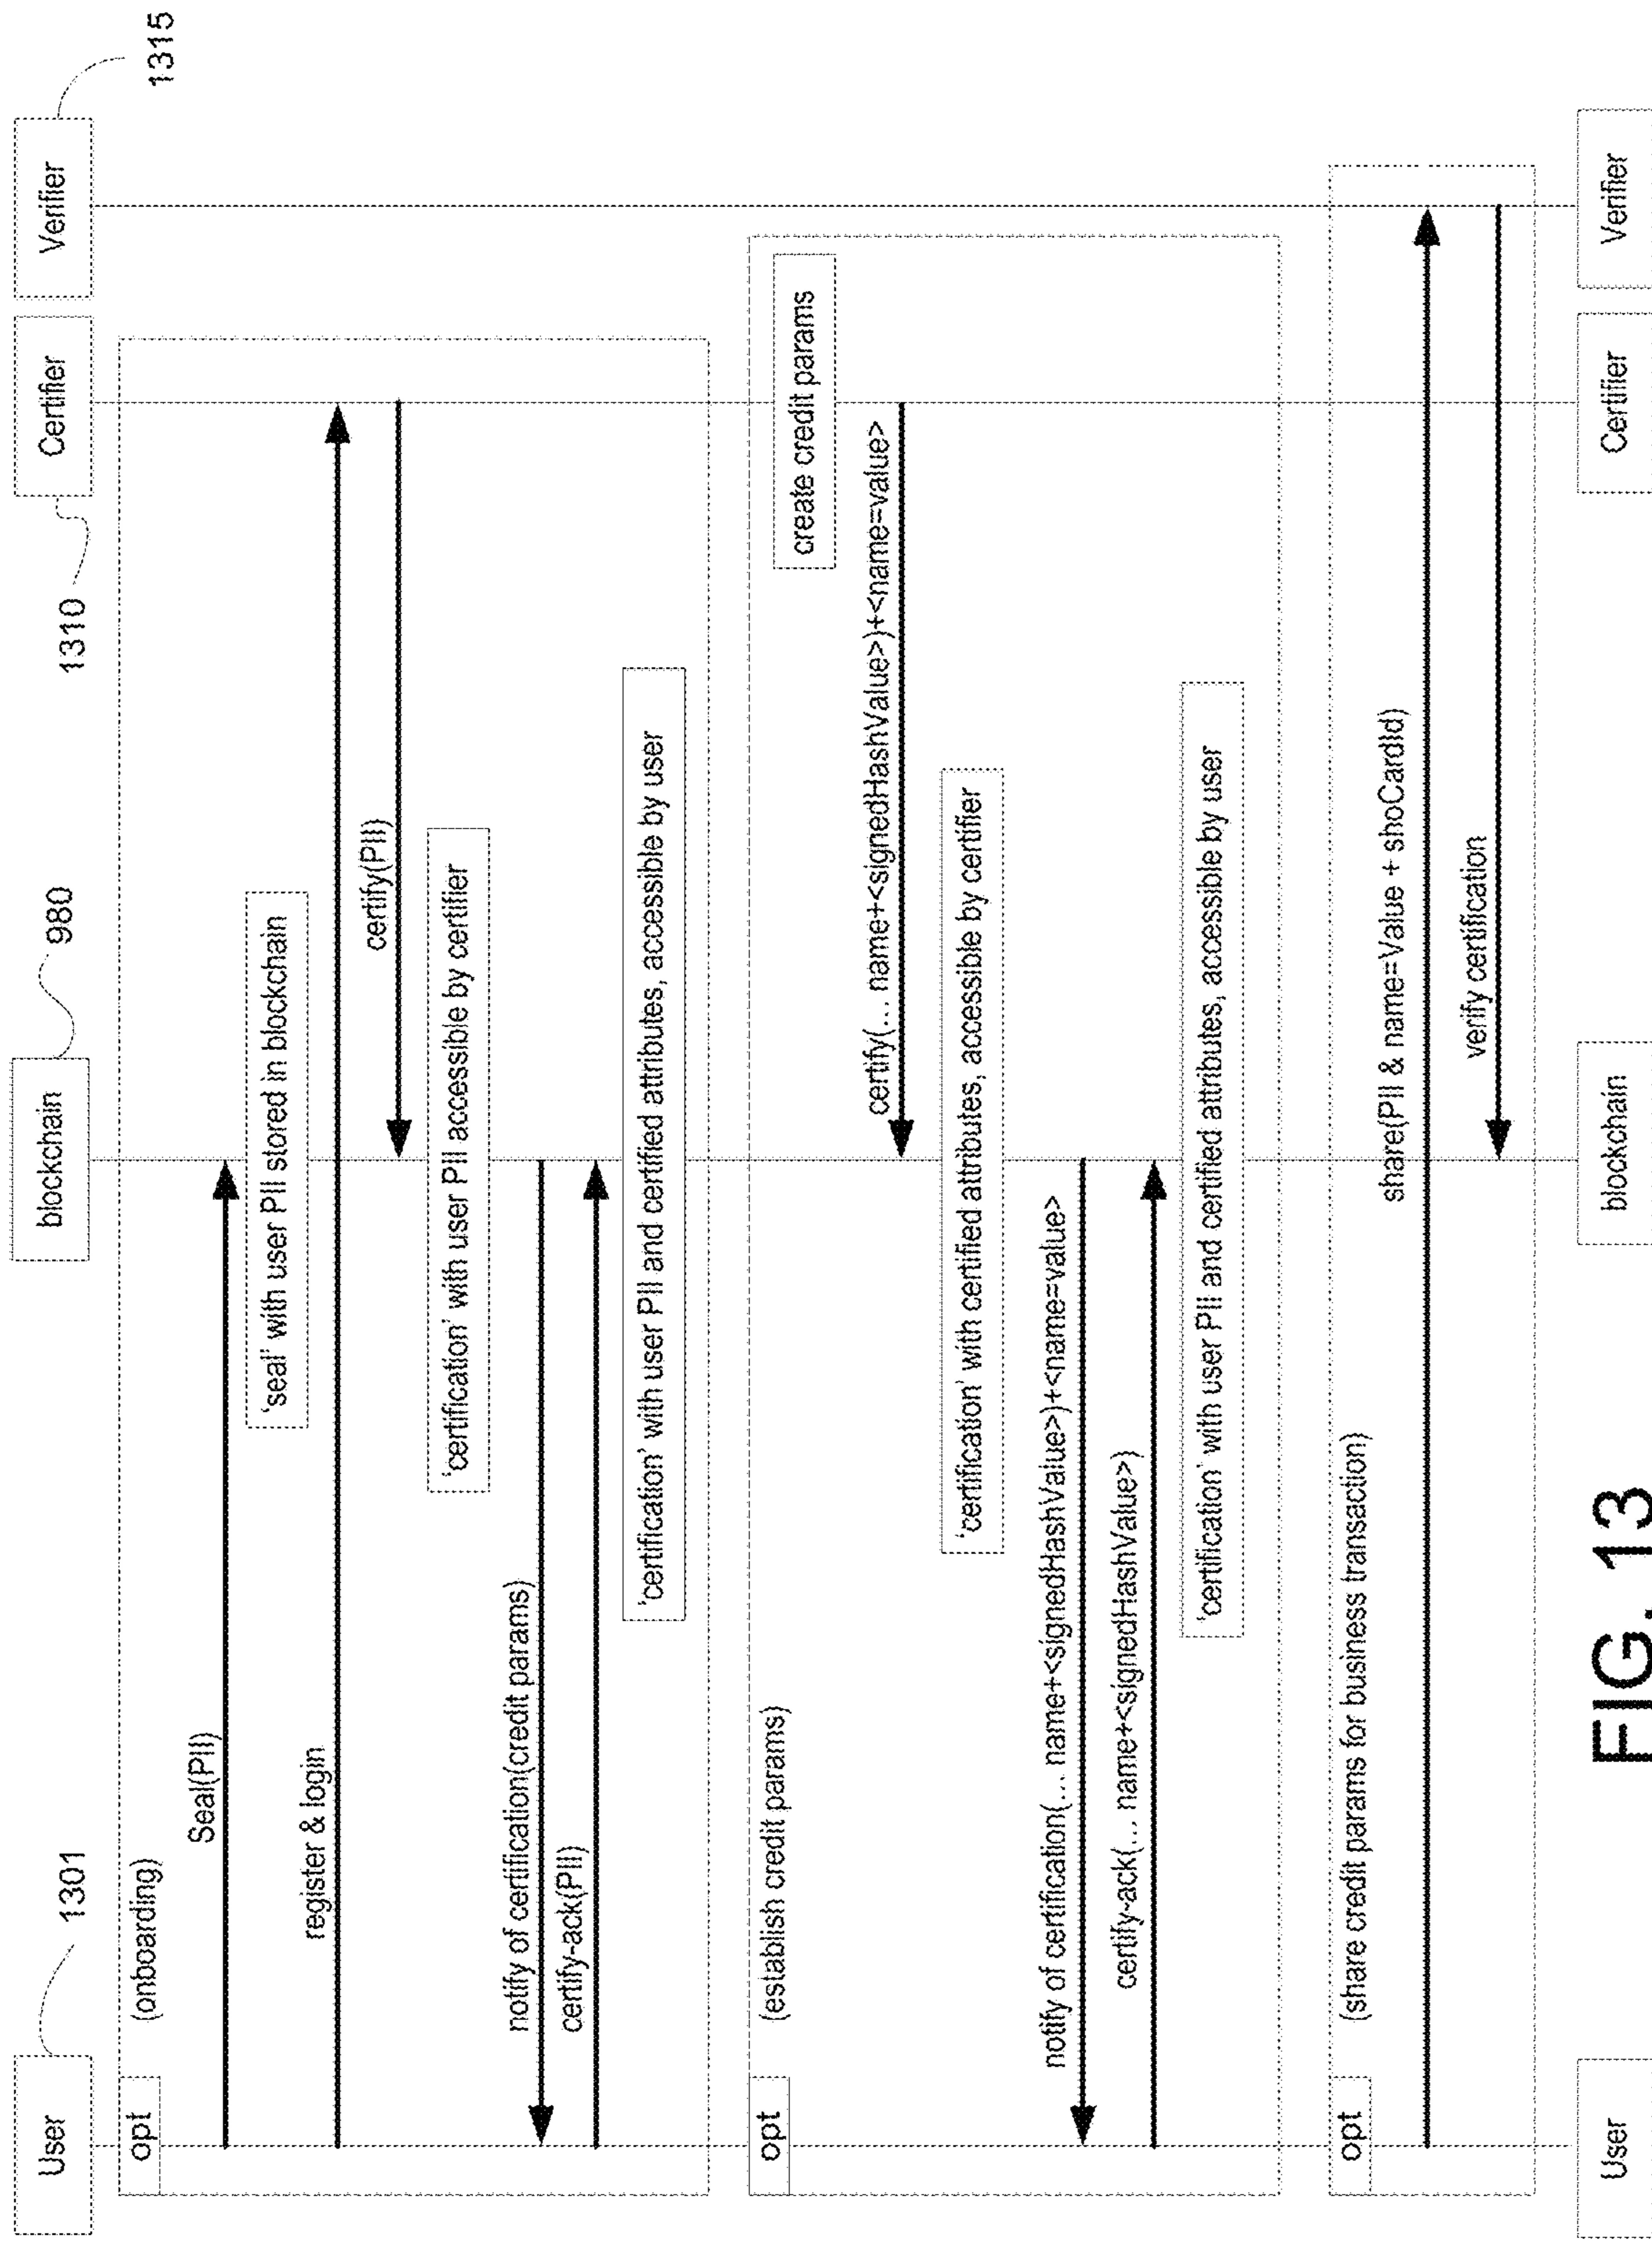 User
blockchain
Certifier
Verifier
1301
980
1310
1315
opt
(onboarding)
Seal(PII)
'seal' with user PII stored in blockchain
register & login
certify(PII)
'certification' with user PII accessible by certifier
notify of certification(credit params)
certify-ack(PII)
'certification' with user PII and certified attributes, accessible by user
opt
(establish credit params)
create credit params
certify(... name+<signedHashValue>)+<name=value>
'certification' with certified attributes, accessible by certifier
notify of certification(... name+<signedHashValue>)+<name=value>
certify-ack(... name+<signedHashValue>)
'certification' with user PII and certified attributes, accessible by user
opt
(share credit params for business transaction)
share(PII & name=Value + shoCardId)
verify certification
User
blockchain
Certifier
Verifier
FIG. 13